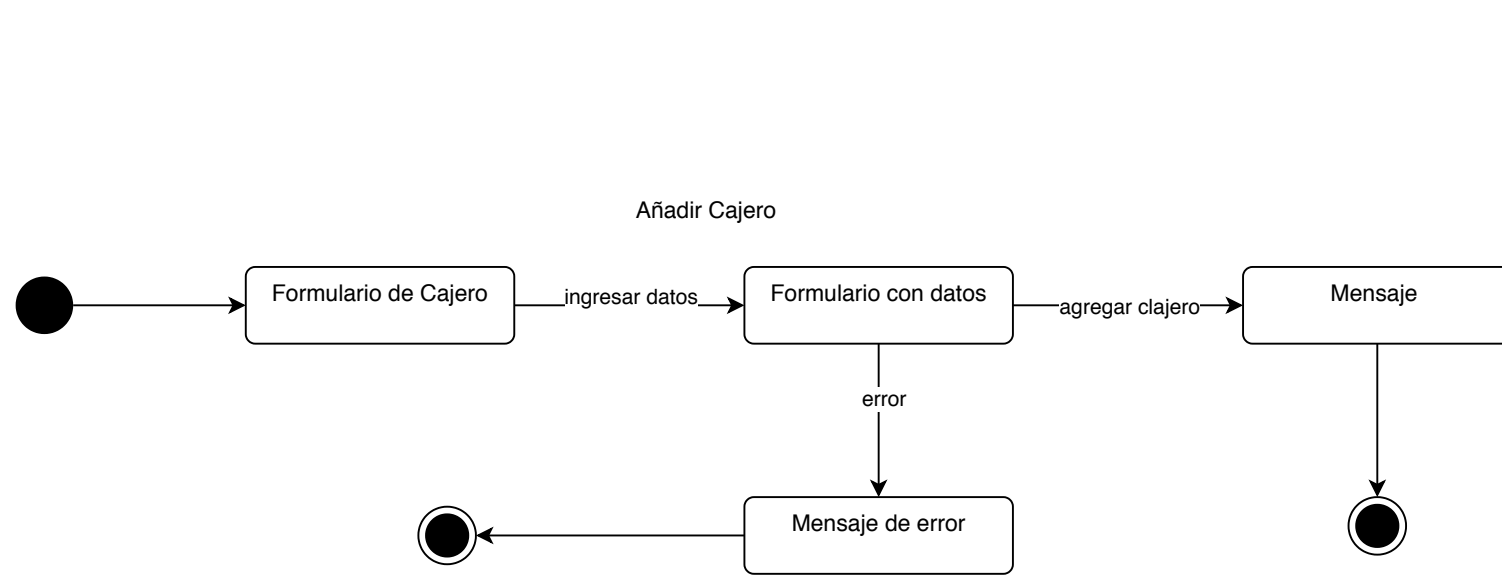 Añadir Cajero
Formulario de Cajero
ingresar datos
Formulario con datos
agregar clajero
Mensaje
error
Mensaje de error